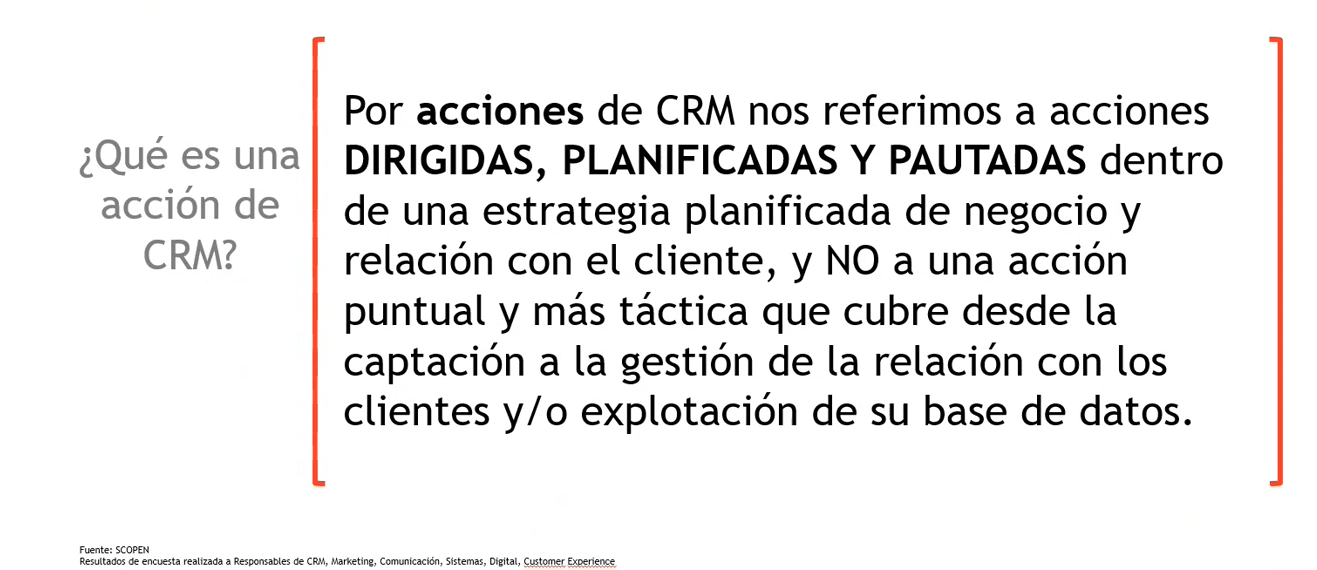 ¿Qué es una
acción de
CRM?
Por acciones de CRM nos referimos a acciones
DIRIGIDAS, PLANIFICADAS Y PAUTADAS dentro
de una estrategia planificada de negocio y
relación con el cliente, y NO a una acción
puntual y más táctica que cubre desde la
captación a la gestión de la relación con los
clientes y/o explotación de su base de datos.
Fuente: SCOPEN
Resultados de encuesta realizada a Responsables de CRM, Marketing, Comunicación, Sistemas, Digital, Customer Experience